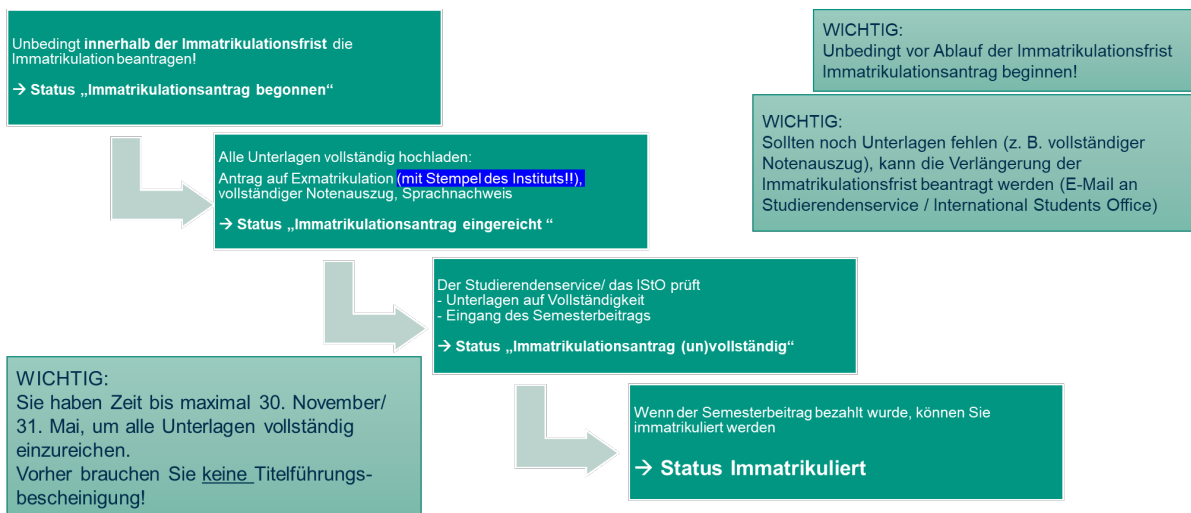 Unbedingt innerhalb der Immatrikulationsfrist die
Immatrikulation beantragen!
→ Status „Immatrikulationsantrag begonnen“
WICHTIG:
Unbedingt vor Ablauf der Immatrikulationsfrist
Immatrikulationsantrag beginnen!
WICHTIG:
Sollten noch Unterlagen fehlen (z. B. vollständiger
Notenauszug), kann die Verlängerung der
Immatrikulationsfrist beantragt werden (E-Mail an
Studierendenservice / International Students Office)
Alle Unterlagen vollständig hochladen:
Antrag auf Exmatrikulation (mit Stempel des Instituts!!),
vollständiger Notenauszug, Sprachnachweis
→ Status „Immatrikulationsantrag eingereicht “
Der Studierendenservice/ das IStO prüft
- Unterlagen auf Vollständigkeit
- Eingang des Semesterbeitrags
→ Status „Immatrikulationsantrag (un)vollständig“
WICHTIG:
Sie haben Zeit bis maximal 30. November/
31. Mai, um alle Unterlagen vollständig
einzureichen.
Vorher brauchen Sie keine Titelführungs-
bescheinigung!
Wenn der Semesterbeitrag bezahlt wurde, können Sie
immatrikuliert werden
→ Status Immatrikuliert